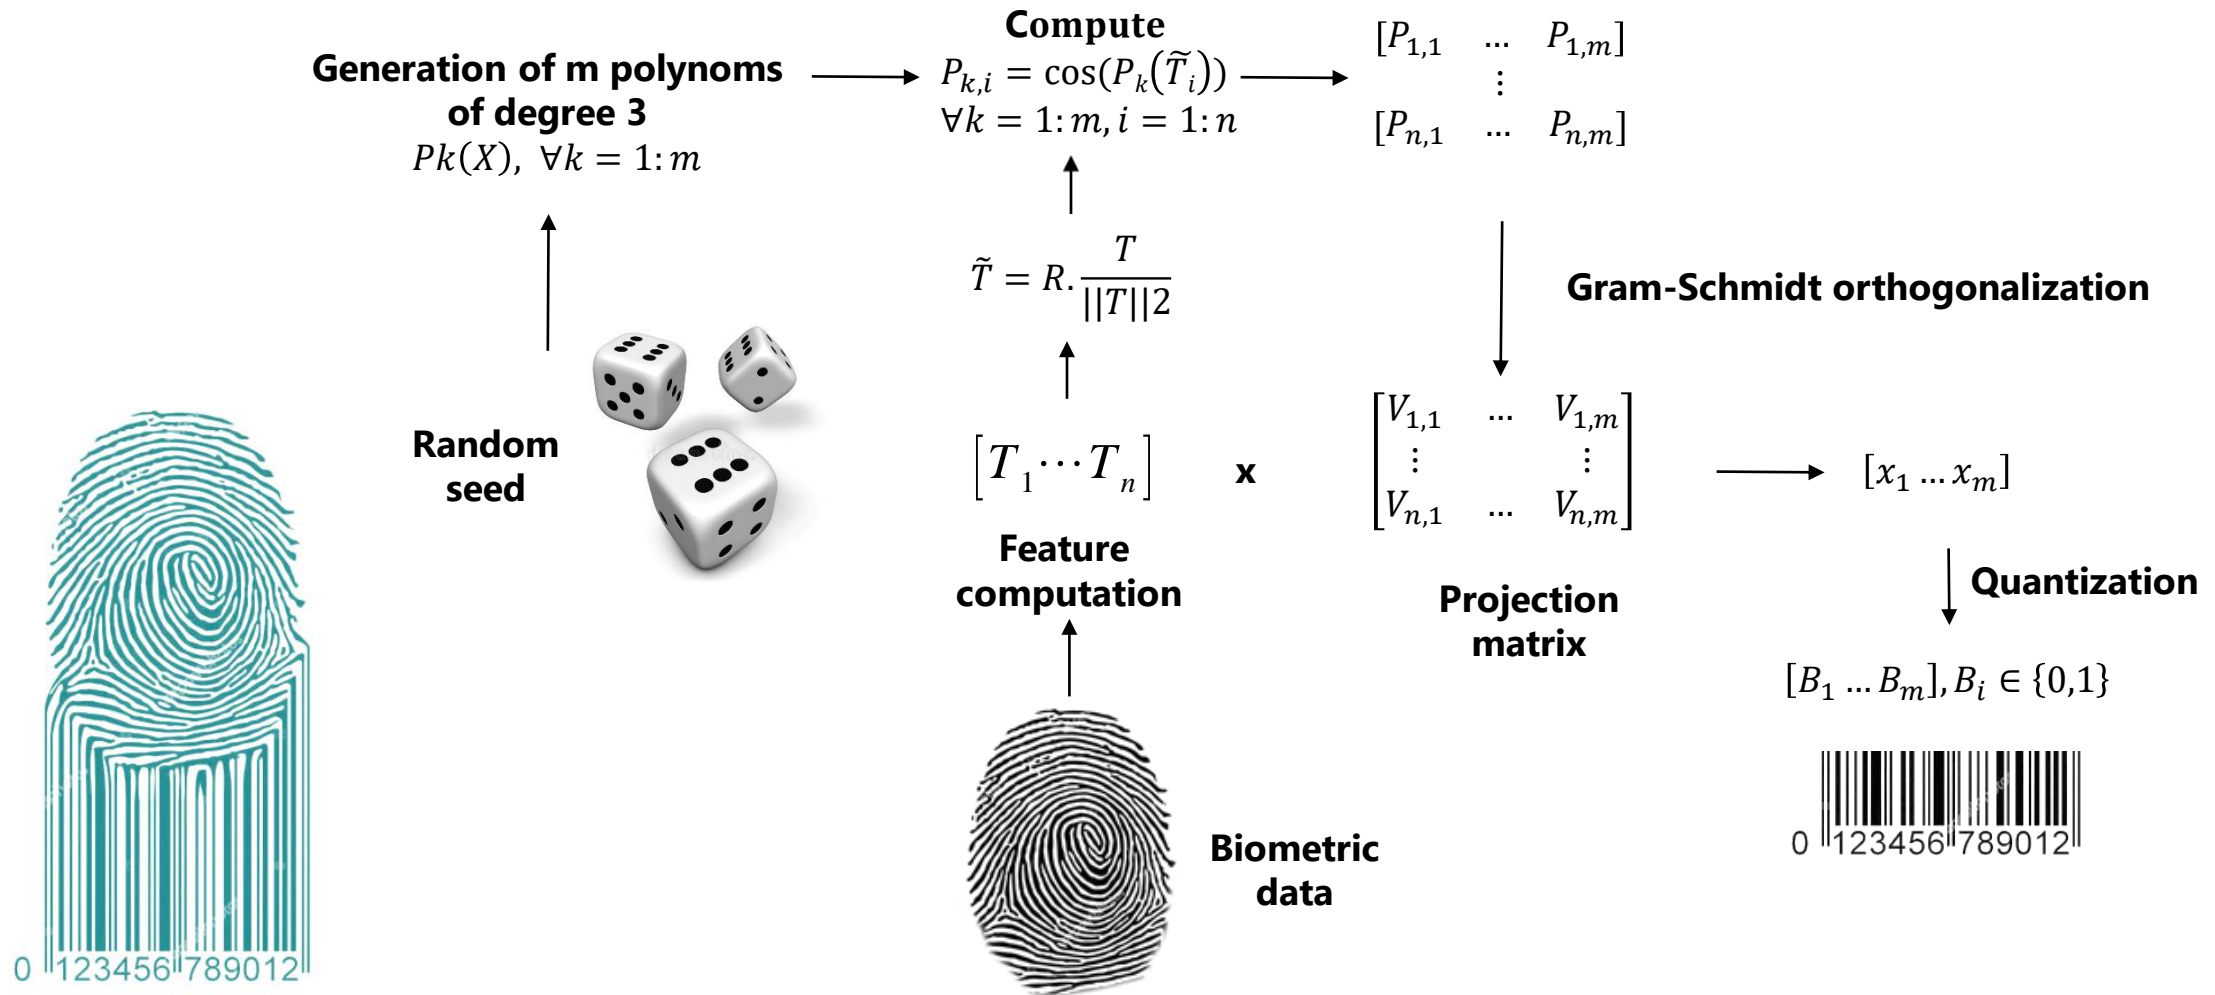 Generation of m polynoms
of degree 3
Pk(X), ∀k = 1:m
Compute
P_{k,i} = cos(P_k(T̃_i))
∀k = 1:m, i = 1:n
[P_{1,1} … P_{1,m}]
⋮
[P_{n,1} … P_{n,m}]
T̃ = R. T / ||T||2
Gram-Schmidt orthogonalization
Random
seed
[T_1 ⋯ T_n]
x
[V_{1,1} … V_{1,m}
⋮ ⋮
V_{n,1} … V_{n,m}]
[x_1 … x_m]
Feature
computation
Projection
matrix
Quantization
[B_1 … B_m], B_i ∈ {0,1}
0 123456 789012
Biometric
data
0 123456 789012